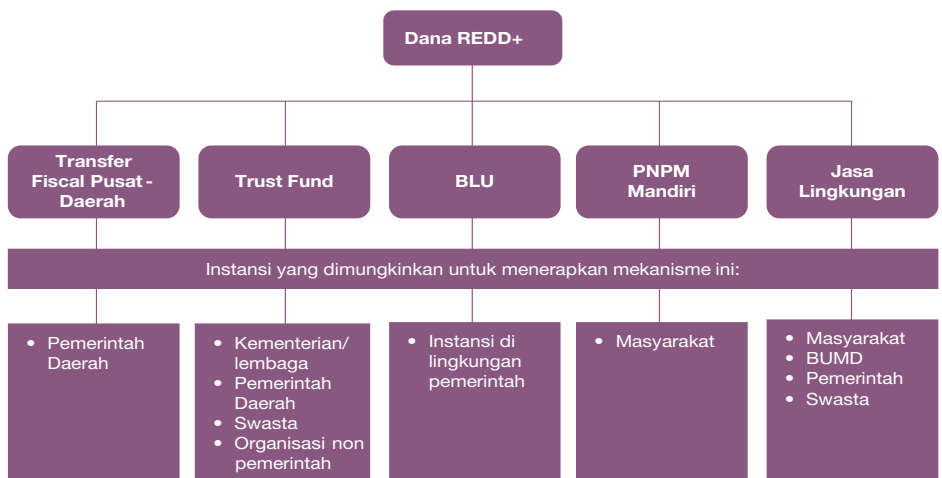 Dana REDD+
Transfer
Fiscal Pusat -
Daerah
Trust Fund
BLU
PNPM
Mandiri
Jasa
Lingkungan
Instansi yang dimungkinkan untuk menerapkan mekanisme ini:
• Pemerintah
Daerah
• Kementerian/
lembaga
• Pemerintah
Daerah
• Swasta
• Organisasi non
pemerintah
• Instansi di
lingkungan
pemerintah
• Masyarakat
• Masyarakat
• BUMD
• Pemerintah
• Swasta